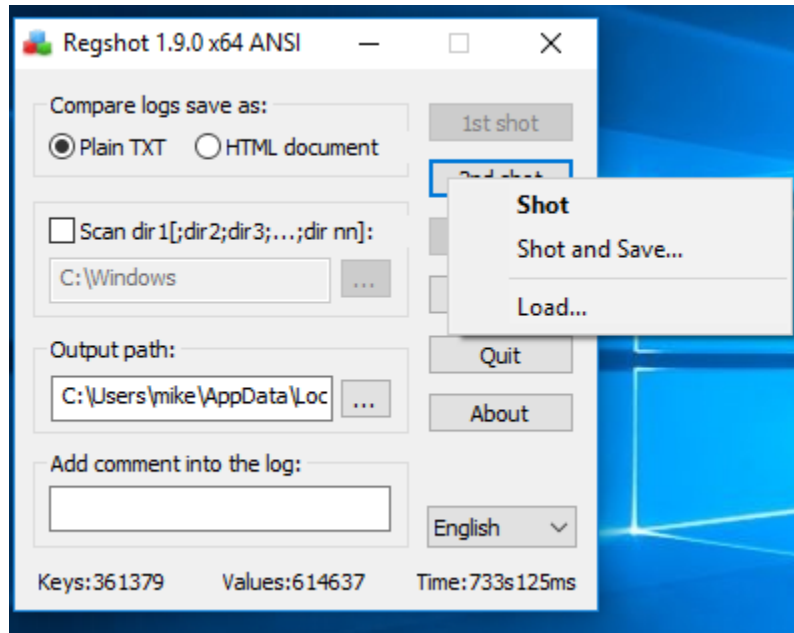 Regshot 1.9.0 x64 ANSI
Compare logs save as:
Plain TXT
HTML document
1st shot
2nd shot
Shot
Shot and Save...
Load...
Scan dir1[;dir2;dir3;...;dir nn]:
C:\Windows
...
Output path:
C:\Users\mike\AppData\Loc
...
Quit
About
Add comment into the log:
English
Keys:361379
Values:614637
Time:733s125ms